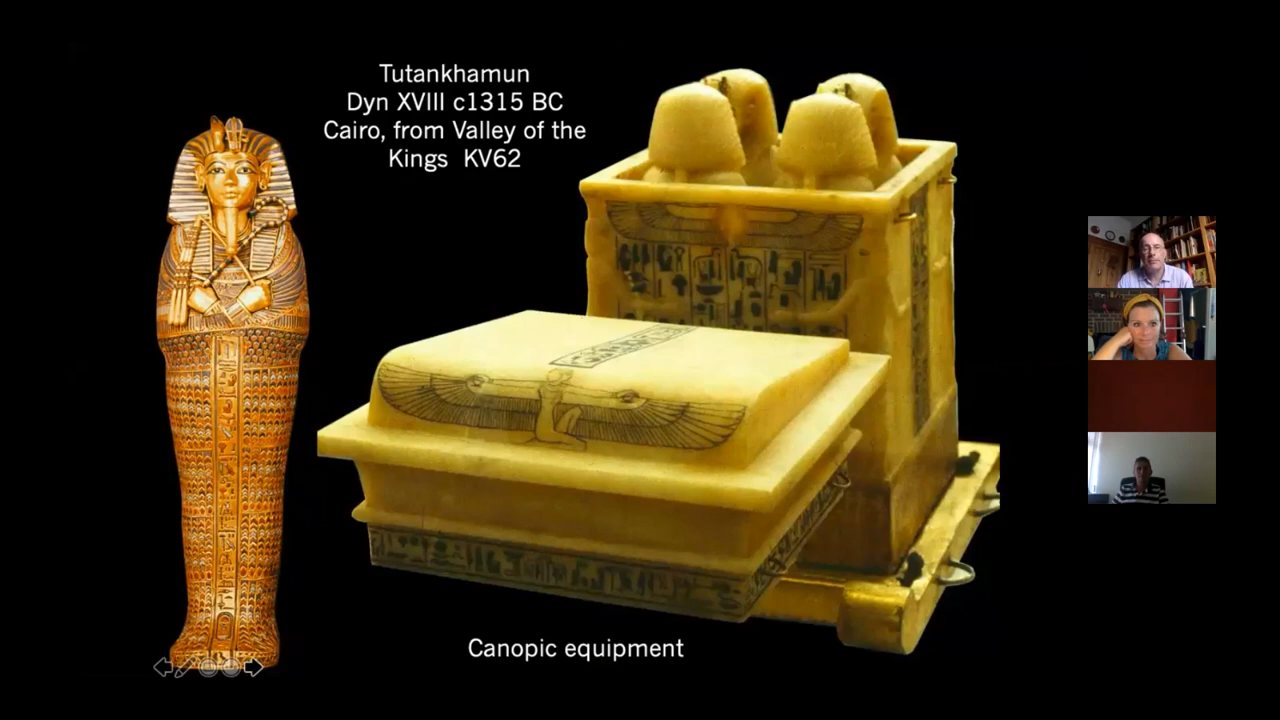 Tutankhamun
Dyn XVIII c1315 BC
Cairo, from Valley of the
Kings KV62
Canopic equipment